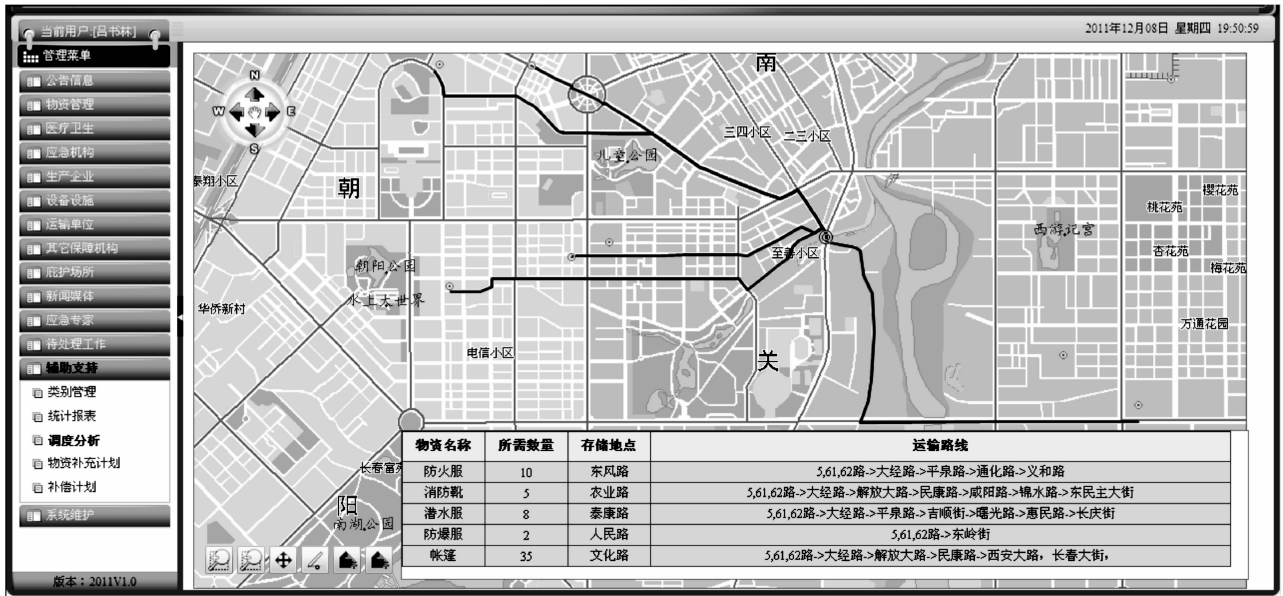 当前用户:[吕书林]
2011年12月08日 星期四 19:50:59
管理菜单
公告信息
物资管理
医疗卫生
应急机构
生产企业
设备设施
运输单位
其它保障机构
庇护场所
新闻媒体
应急专家
待处理工作
辅助支持
类别管理
统计报表
调度分析
物资补充计划
补偿计划
系统维护
版本：2011V1.0
N
W E
S
南
三四小区 二三小区
儿童公园
泰翔小区
朝
樱花苑
桃花苑
西游记宫
至善小区
杏花苑
朝阳公园
梅花苑
水上大世界
华侨新村
万通花园
电信小区
关
长春富苑
阳
南湖公园
物资名称 所需数量 存储地点 运输路线
防火服 10 东风路 5,61,62路->大经路->平泉路->通化路->义和路
消防靴 5 农业路 5,61,62路->大经路->解放大路->民康路->咸阳路->锦水路->东民主大街
潜水服 8 泰康路 5,61,62路->大经路->平泉路->吉顺街->曙光路->惠民路->长庆街
防爆服 2 人民路 5,61,62路->东岭街
帐篷 35 文化路 5,61,62路->大经路->解放大路->民康路->西安大路，长春大街，